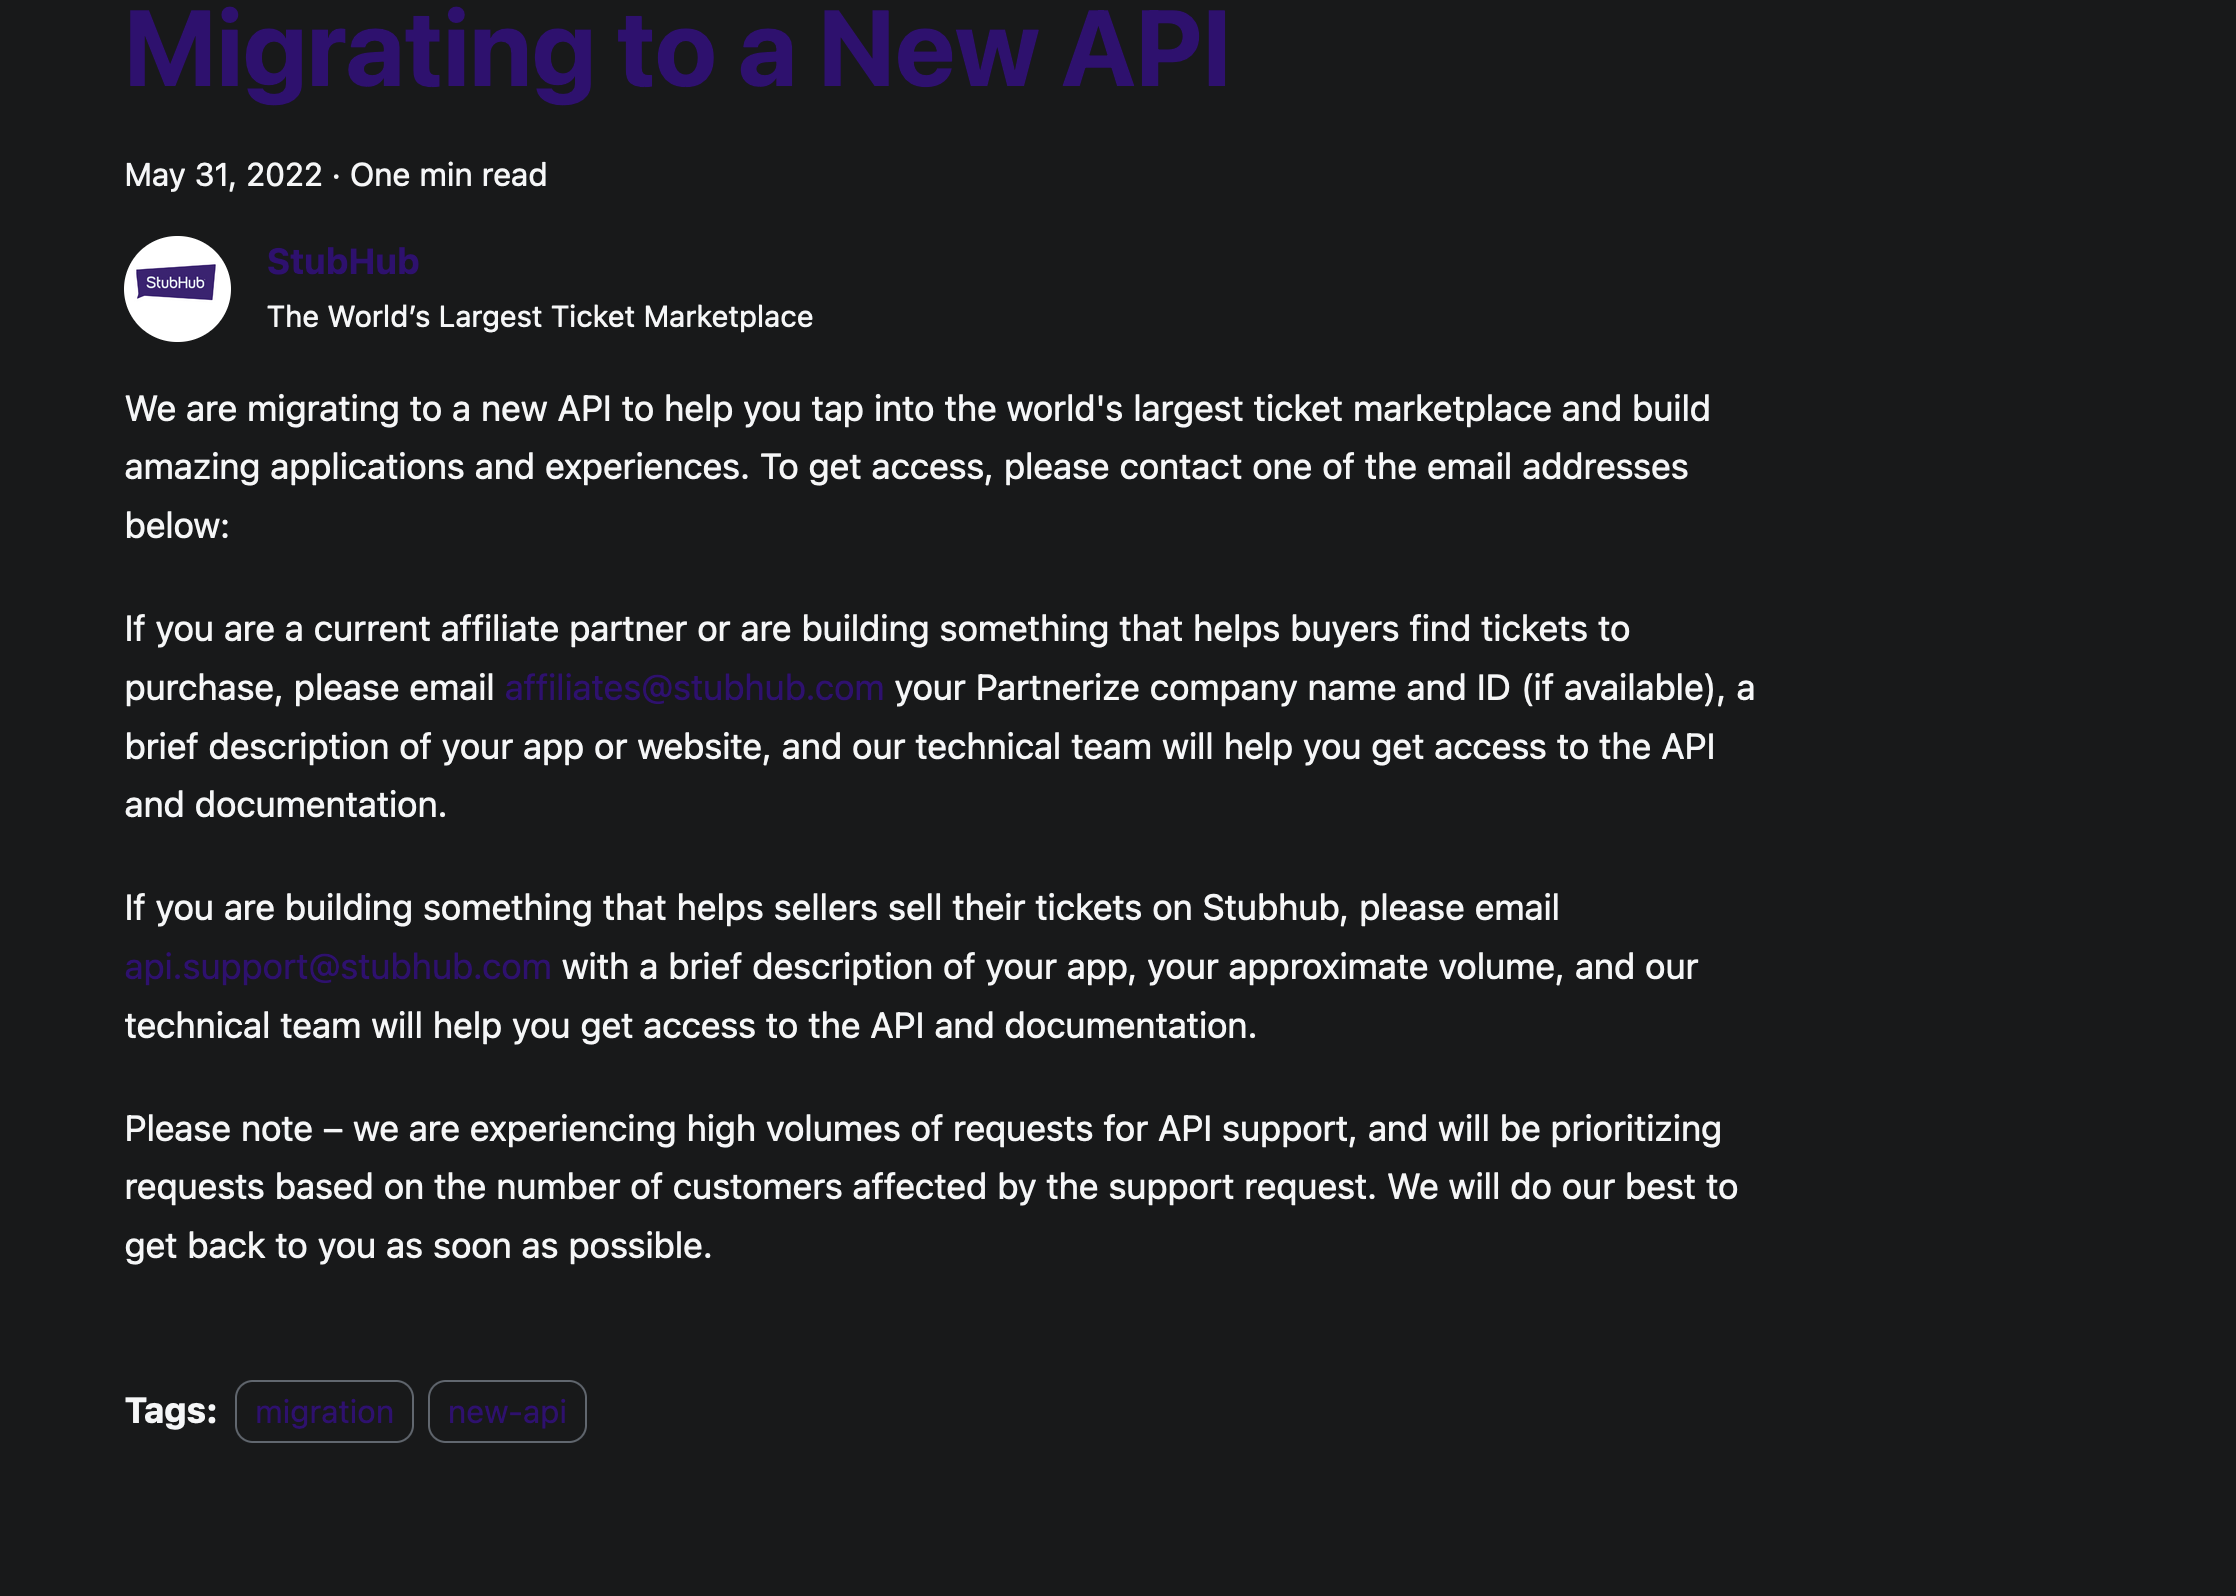 Migrating to a New API
May 31, 2022 · One min read
StubHub
StubHub
The World’s Largest Ticket Marketplace
We are migrating to a new API to help you tap into the world's largest ticket marketplace and build
amazing applications and experiences. To get access, please contact one of the email addresses
below:
If you are a current affiliate partner or are building something that helps buyers find tickets to
purchase, please email affiliates@stubhub.com your Partnerize company name and ID (if available), a
brief description of your app or website, and our technical team will help you get access to the API
and documentation.
If you are building something that helps sellers sell their tickets on Stubhub, please email
api.support@stubhub.com with a brief description of your app, your approximate volume, and our
technical team will help you get access to the API and documentation.
Please note – we are experiencing high volumes of requests for API support, and will be prioritizing
requests based on the number of customers affected by the support request. We will do our best to
get back to you as soon as possible.
Tags: migration new-api